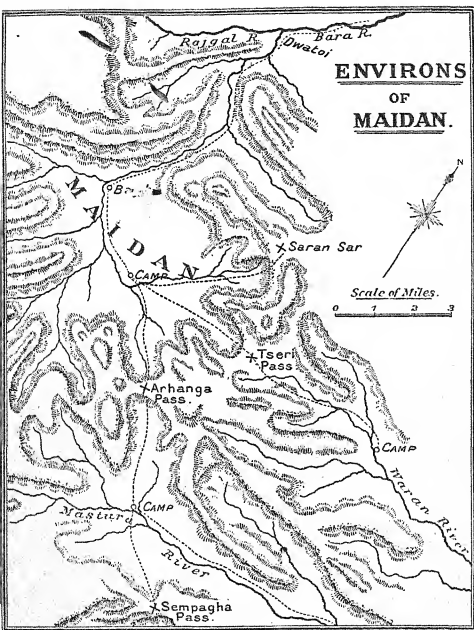 Rajgal R.
Bara R.
Dwatoi
ENVIRONS
OF
MAIDAN.
N
MAIDAN
Saran Sar
CAMP
Scale of Miles.
0 1 2 3
Tseri
Pass
Arhanga
Pass.
CAMP
Waran River
CAMP
Mastura River
Sempagha
Pass.